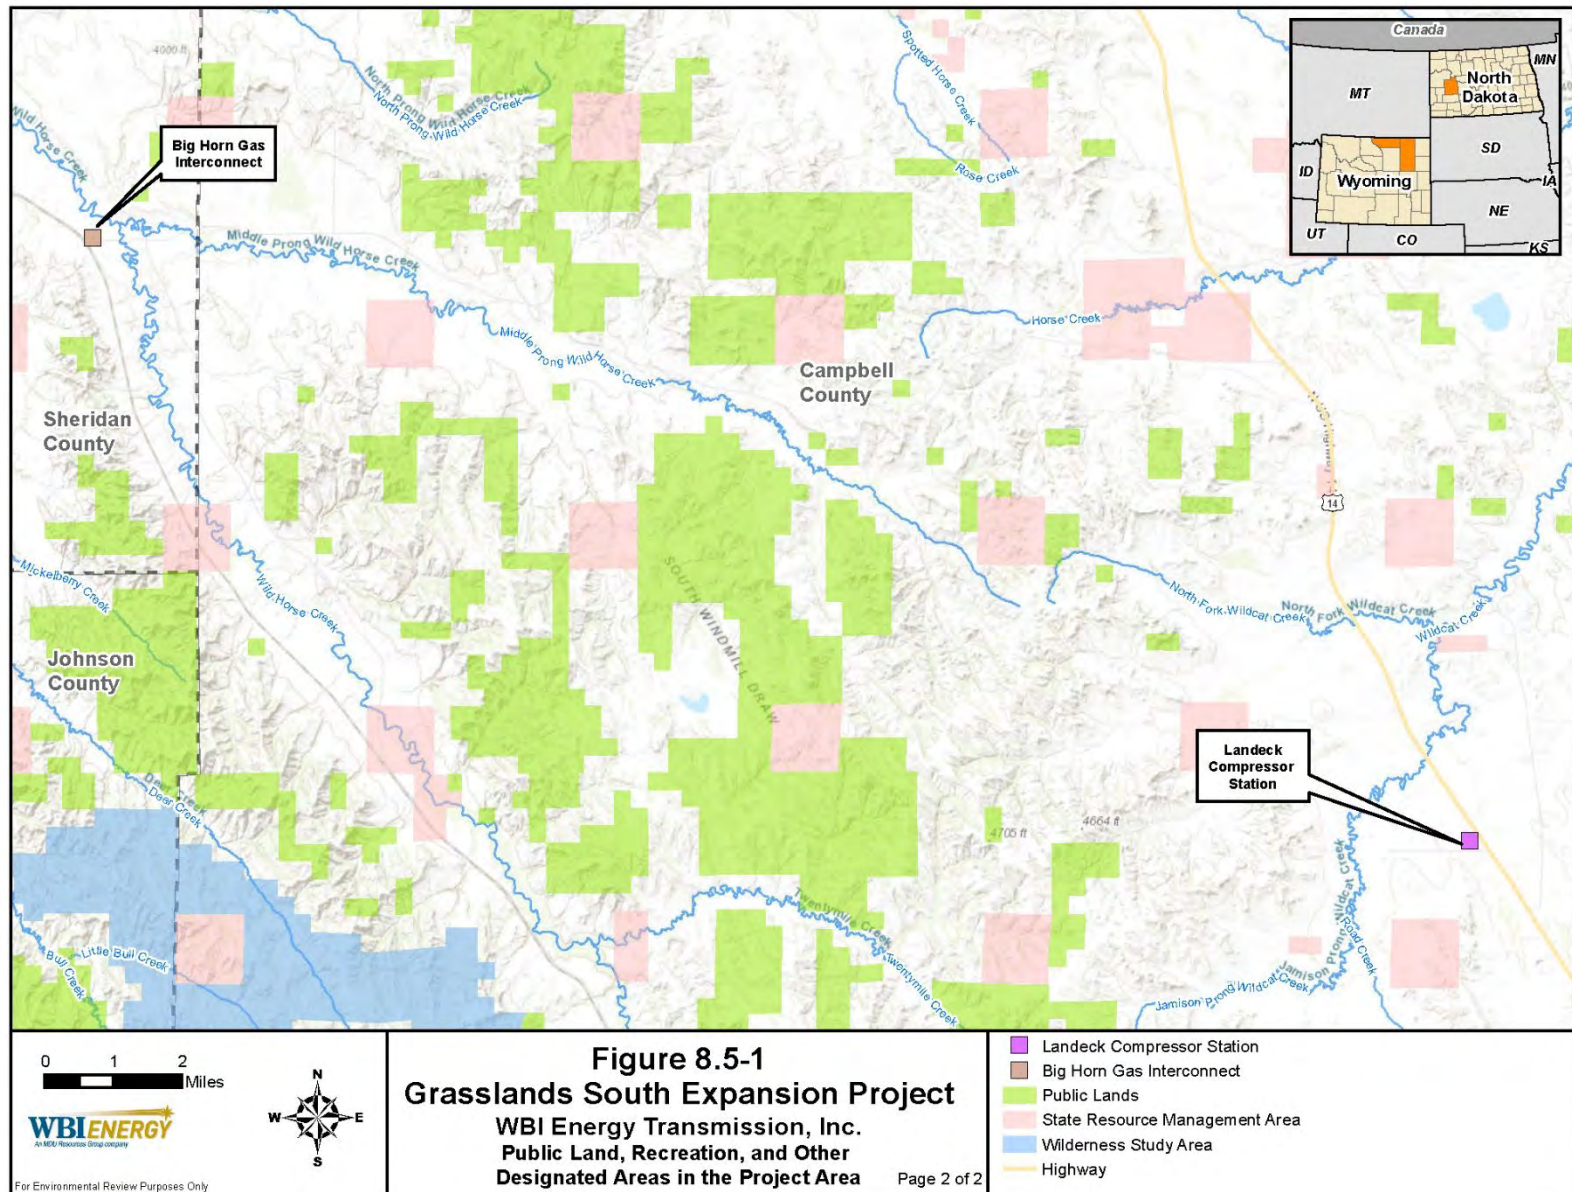 4000 ft
Wild Horse Creek
Big Horn Gas
Interconnect
North Prong Wild Horse Creek
North Prong Wild Horse Creek
Spotted Horse Creek
Rose Creek
Middle Prong Wild Horse Creek
Middle Prong Wild Horse Creek
Horse Creek
Campbell
County
Sheridan
County
14
Mickelberry Creek
Wild Horse Creek
SOUTH WINDMILL DRAW
North Fork Wildcat Creek
North Fork Wildcat Creek
Wildcat Creek
Johnson
County
Landeck
Compressor
Station
Deer Creek
Deer Creek
4705 ft
4664 ft
Twentymile Creek
Twentymile Creek
Jamison Prong Wildcat Creek
Jamison Prong Wildcat Creek
Road Creek
Little Bull Creek
Bull Creek
Canada
MT
North
Dakota
MN
SD
ID
Wyoming
IA
NE
UT
CO
KS
0 1 2
Miles
WBI ENERGY
An MDU Resources Group company
N
W E
S
For Environmental Review Purposes Only
Figure 8.5-1
Grasslands South Expansion Project
WBI Energy Transmission, Inc.
Public Land, Recreation, and Other
Designated Areas in the Project Area
Page 2 of 2
Landeck Compressor Station
Big Horn Gas Interconnect
Public Lands
State Resource Management Area
Wilderness Study Area
Highway